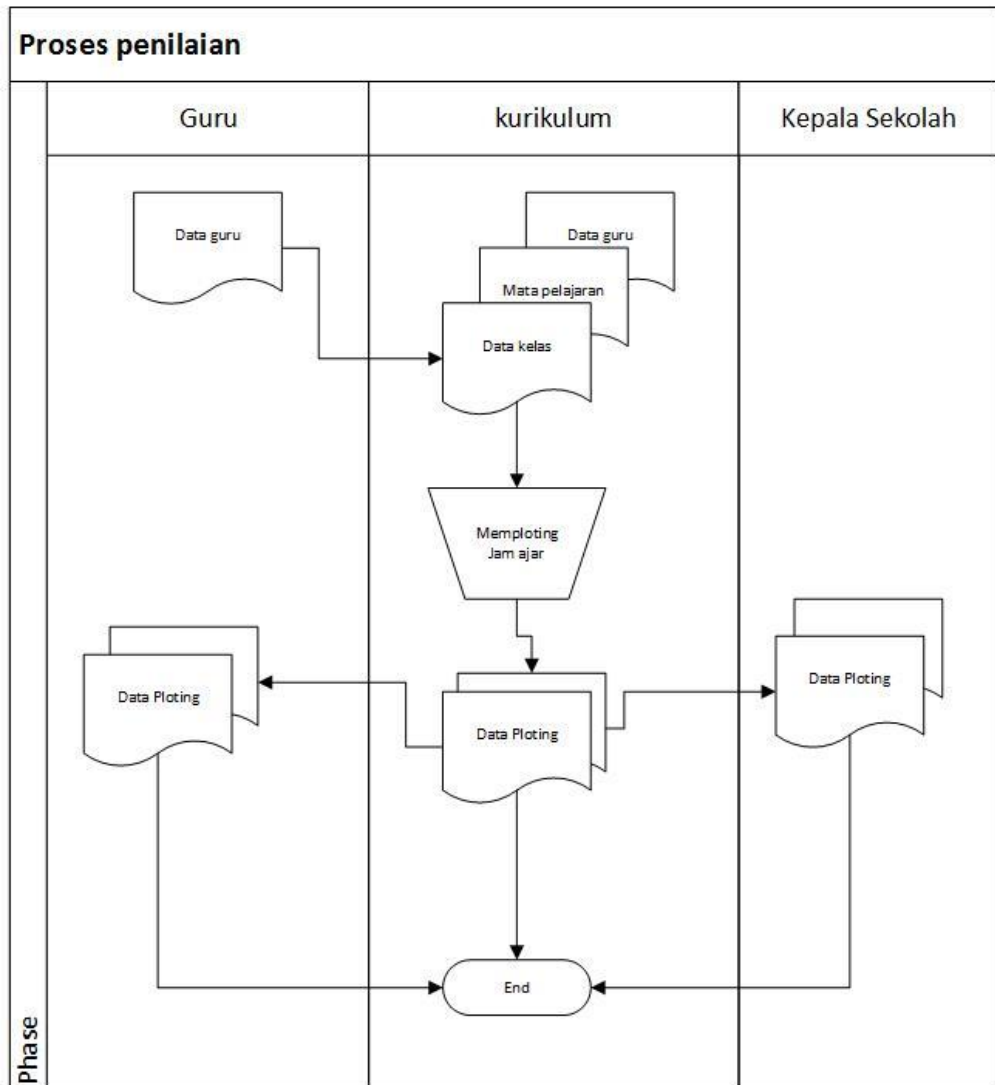 Proses penilaian
Guru
kurikulum
Kepala Sekolah
Data guru
Data guru
Mata pelajaran
Data kelas
Memploting
Jam ajar
Data Ploting
Data Ploting
Data Ploting
End
Phase